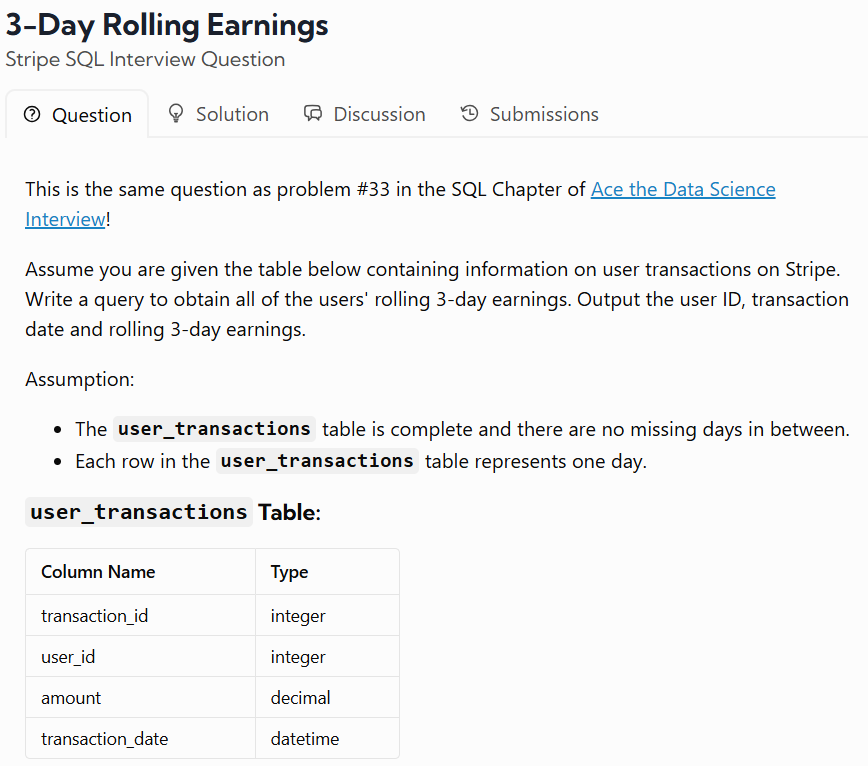 3-Day Rolling Earnings
Stripe SQL Interview Question
Question Solution Discussion Submissions
This is the same question as problem #33 in the SQL Chapter of Ace the Data Science
Interview!
Assume you are given the table below containing information on user transactions on Stripe.
Write a query to obtain all of the users' rolling 3-day earnings. Output the user ID, transaction
date and rolling 3-day earnings.
Assumption:
• The user_transactions table is complete and there are no missing days in between.
• Each row in the user_transactions table represents one day.
user_transactions Table:
Column Name Type
transaction_id integer
user_id integer
amount decimal
transaction_date datetime